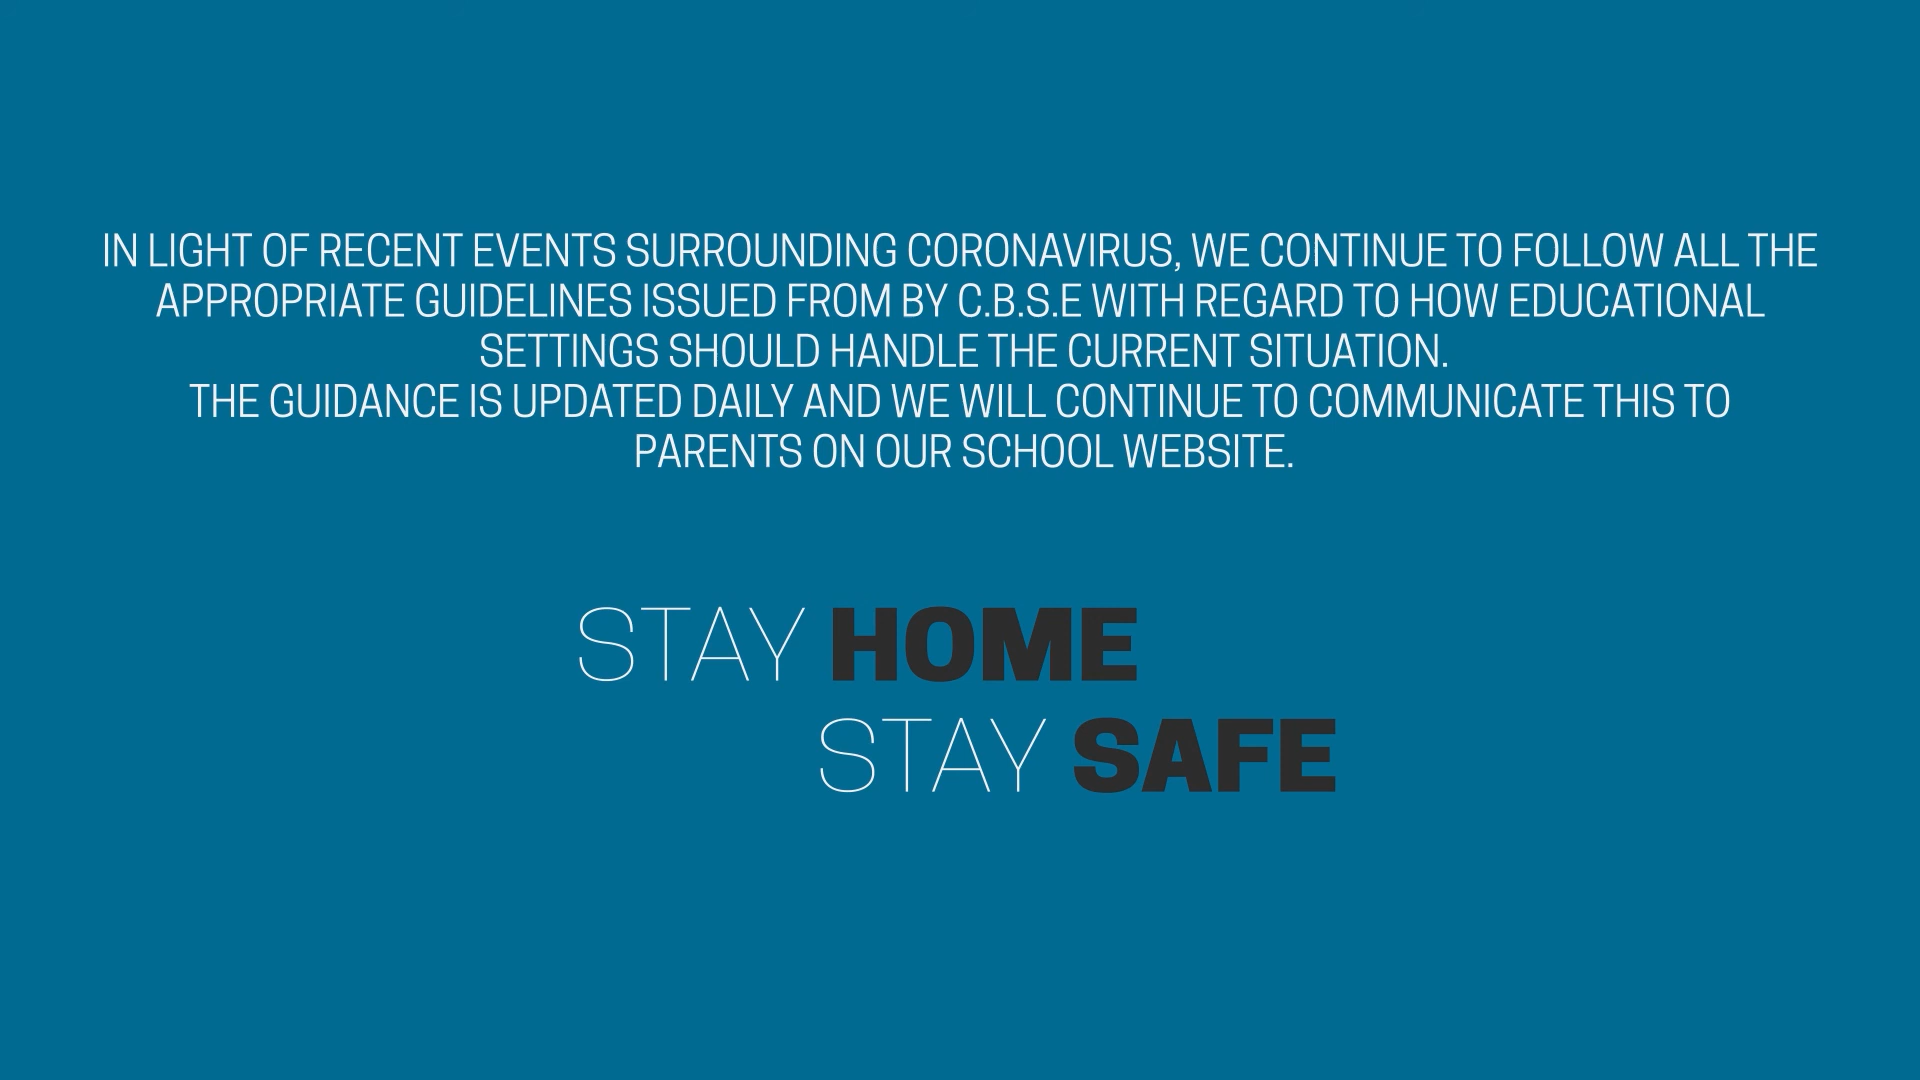 IN LIGHT OF RECENT EVENTS SURROUNDING CORONAVIRUS, WE CONTINUE TO FOLLOW ALL THE
APPROPRIATE GUIDELINES ISSUED FROM BY C.B.S.E WITH REGARD TO HOW EDUCATIONAL
SETTINGS SHOULD HANDLE THE CURRENT SITUATION.
THE GUIDANCE IS UPDATED DAILY AND WE WILL CONTINUE TO COMMUNICATE THIS TO
PARENTS ON OUR SCHOOL WEBSITE.
STAY HOME
STAY SAFE